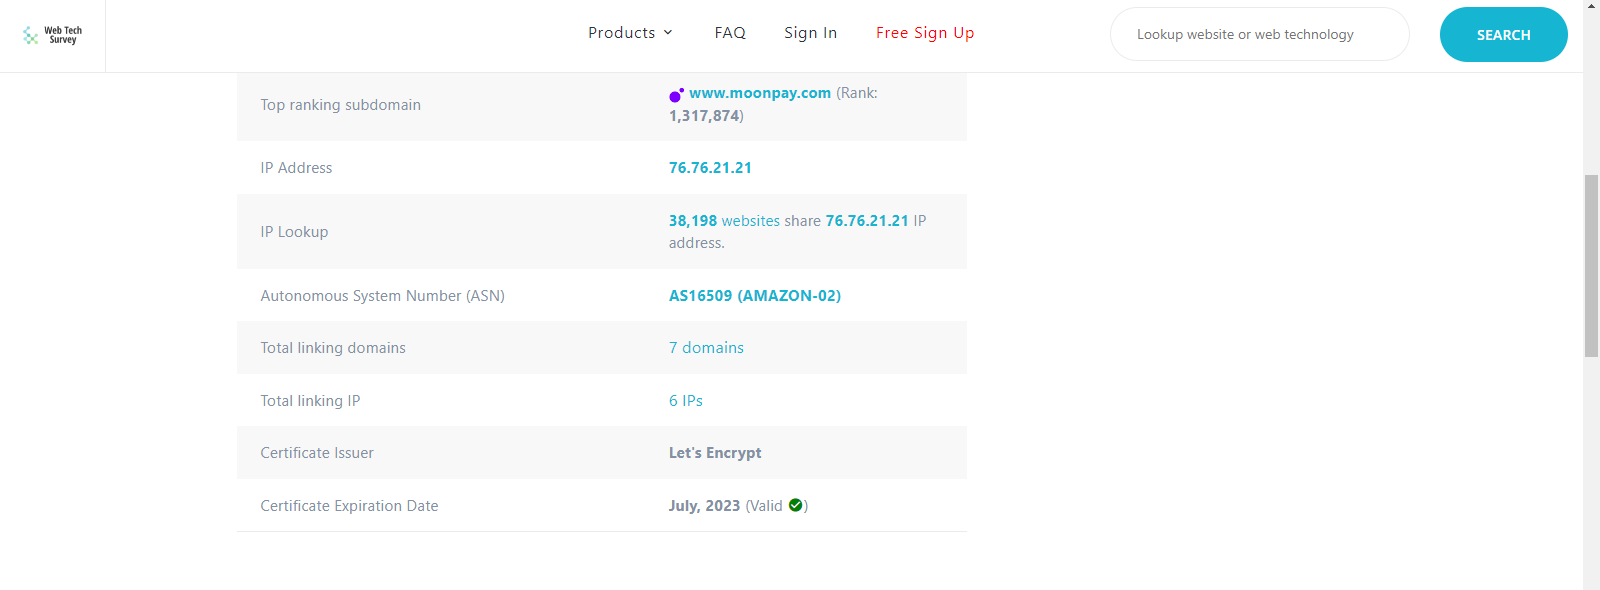 Web Tech
Survey
Products
FAQ
Sign In
Free Sign Up
Lookup website or web technology
SEARCH
Top ranking subdomain
www.moonpay.com (Rank:
1,317,874)
IP Address
76.76.21.21
IP Lookup
38,198 websites share 76.76.21.21 IP
address.
Autonomous System Number (ASN)
AS16509 (AMAZON-02)
Total linking domains
7 domains
Total linking IP
6 IPs
Certificate Issuer
Let's Encrypt
Certificate Expiration Date
July, 2023 (Valid )